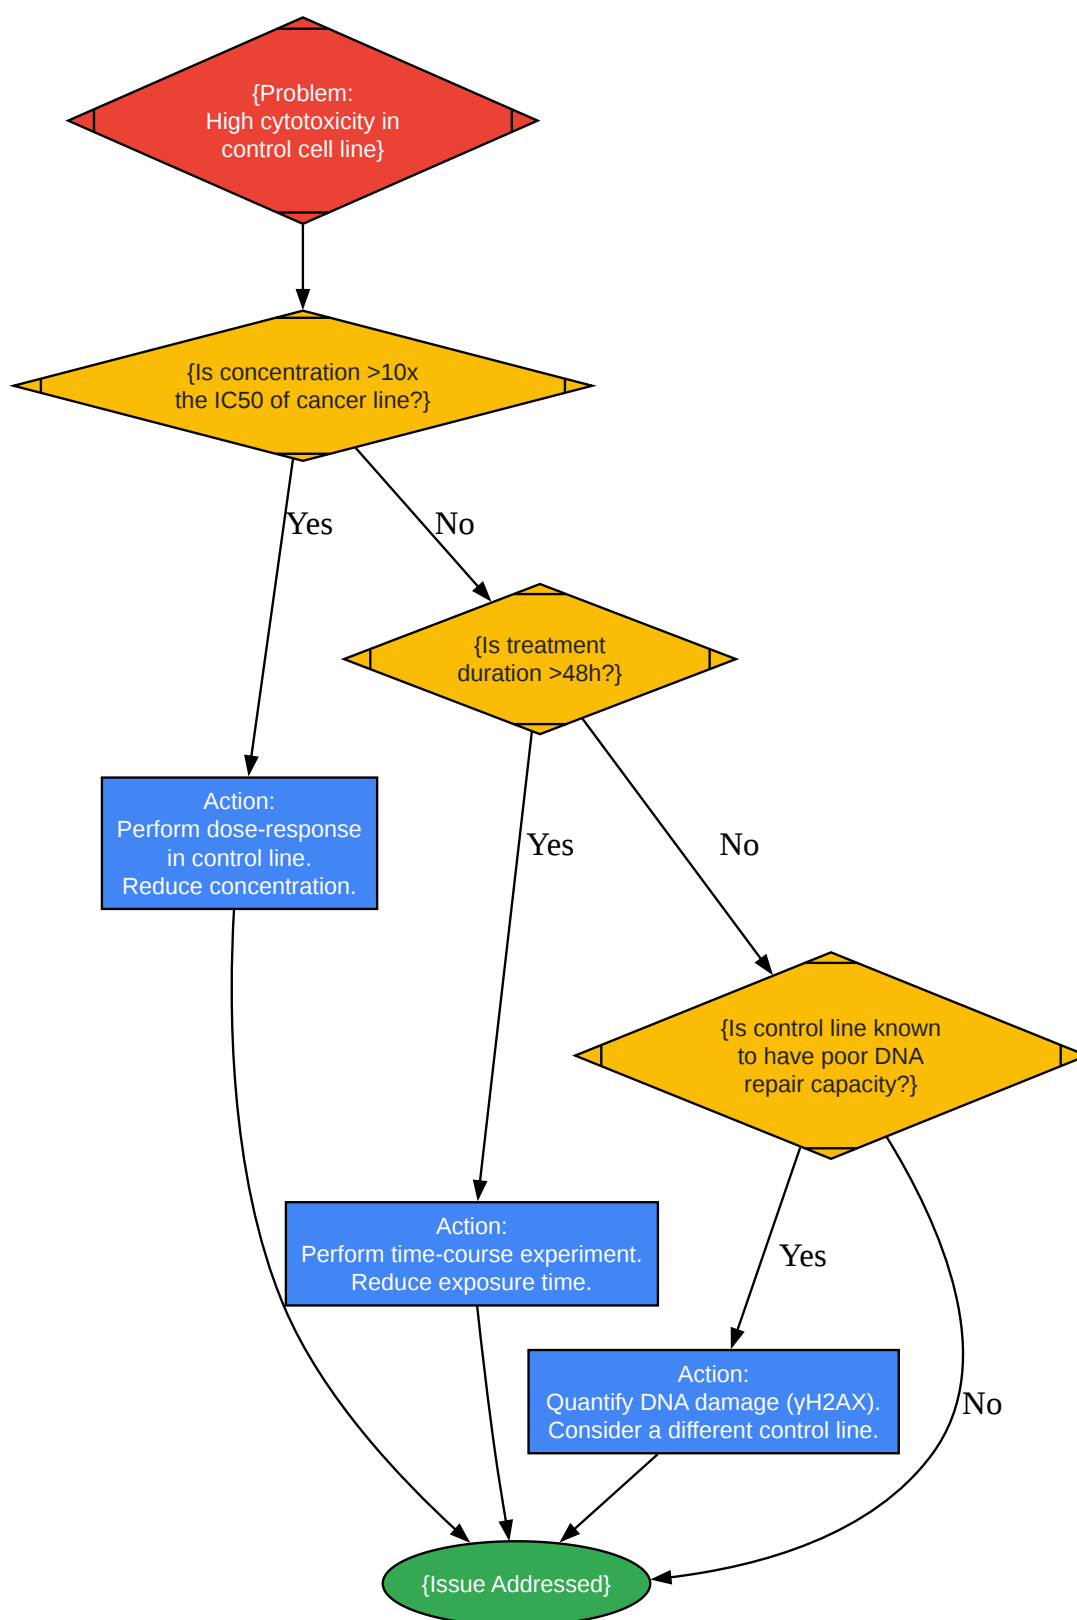 {Problem:
High cytotoxicity in
control cell line}
{Is concentration >10x
the IC50 of cancer line?}
Yes
No
{Is treatment
duration >48h?}
Action:
Perform dose-response
in control line.
Reduce concentration.
Yes
No
{Is control line known
to have poor DNA
repair capacity?}
Action:
Perform time-course experiment.
Reduce exposure time.
Yes
Action:
Quantify DNA damage (γH2AX).
Consider a different control line.
No
{Issue Addressed}